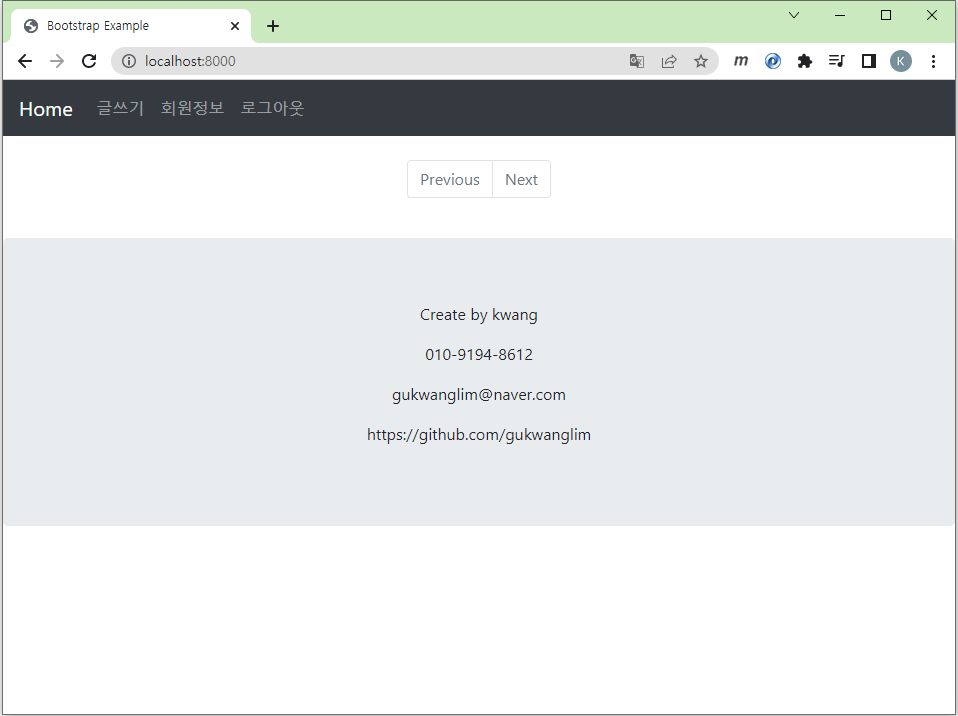 Bootstrap Example
localhost:8000
m
K
Home 글쓰기 회원정보 로그아웃
Previous Next
Create by kwang
010-9194-8612
gukwanglim@naver.com
https://github.com/gukwanglim